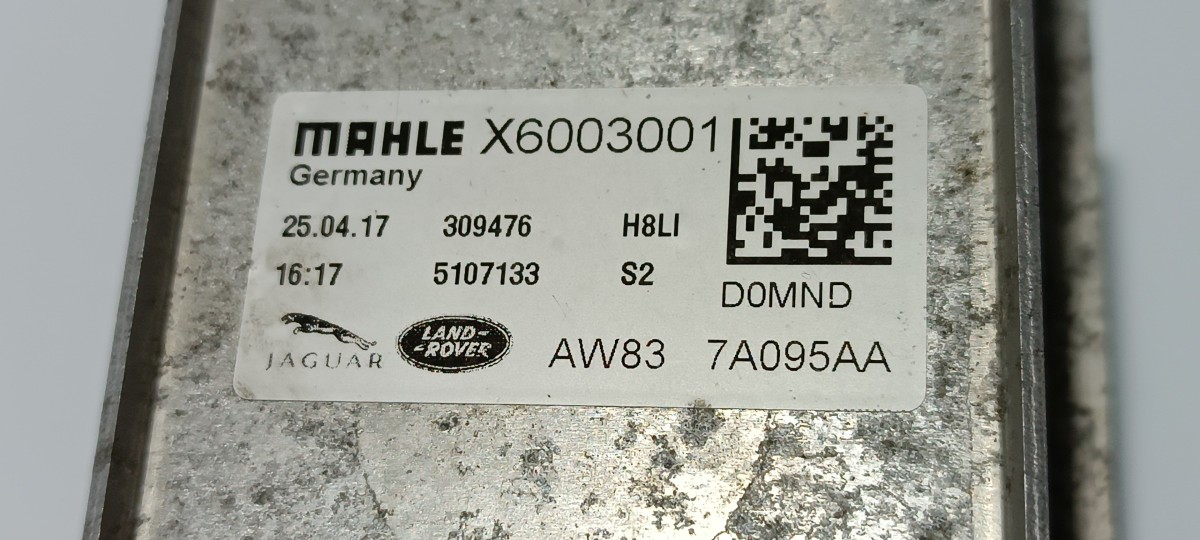 MAHLE X6003001
Germany
25.04.17 309476 H8LI
16:17 5107133 S2
D0MND
JAGUAR LAND-ROVER AW83 7A095AA